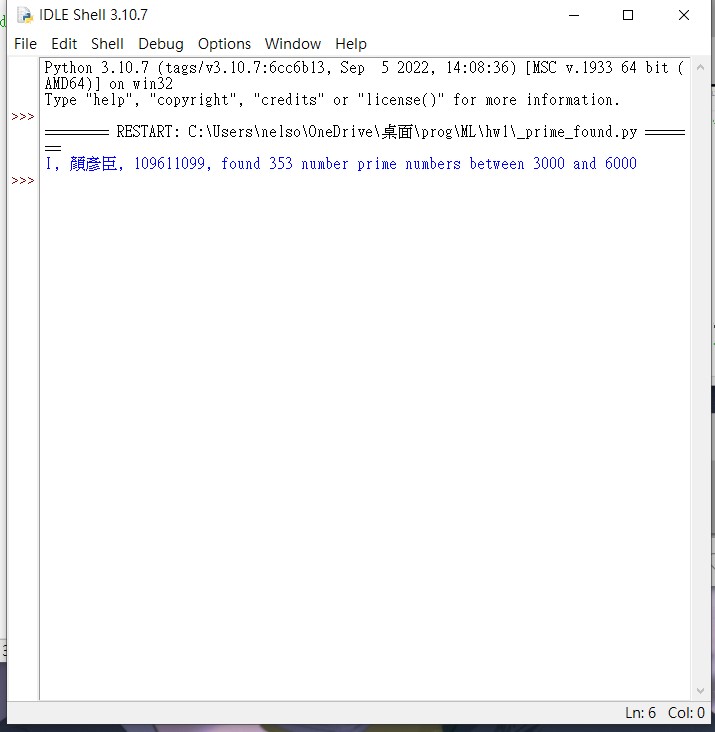 IDLE Shell 3.10.7
File Edit Shell Debug Options Window Help
Python 3.10.7 (tags/v3.10.7:6cc6b13, Sep  5 2022, 14:08:36) [MSC v.1933 64 bit (
AMD64)] on win32
Type "help", "copyright", "credits" or "license()" for more information.
>>>
======== RESTART: C:\Users\nelso\OneDrive\桌面\prog\ML\hw1\_prime_found.py =====
==
I, 顏彥臣, 109611099, found 353 number prime numbers between 3000 and 6000
>>>
Ln: 6 Col: 0